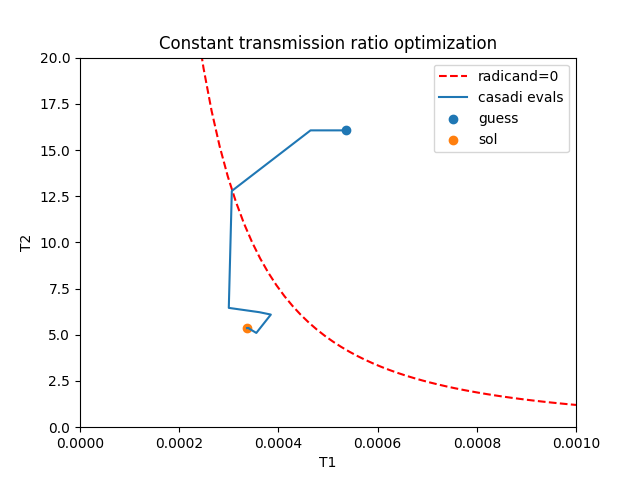 Constant transmission ratio optimization
20.0
17.5
15.0
12.5
10.0
7.5
5.0
2.5
0.0
T2
radicand=0
casadi evals
guess
sol
0.0000
0.0002
0.0004
0.0006
0.0008
0.0010
T1